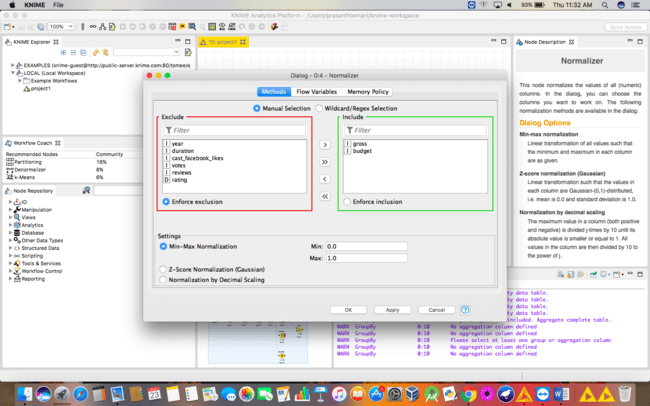 KNIME File
93% Thu 11:32 AM
KNIME Analytics Platform - /Users/prasanthlemani/knime-workspace
100%
Quick Access
KNIME Explorer
*0: project1
Node Description
EXAMPLES (knime-guest@http://public-server.knime.com:80/tomee/e
LOCAL (Local Workspace)
Example Workflows
project1
Workflow Coach
Recommended Nodes Community
Partitioning 18%
Denormalizer 8%
k-Means 6%
Node Repository
IO
Manipulation
Views
Analytics
Database
Other Data Types
Structured Data
Scripting
Tools & Services
Workflow Control
Reporting
Dialog - 0:4 - Normalizer
Methods Flow Variables Memory Policy
Manual Selection Wildcard/Regex Selection
Exclude
Filter
I year
I duration
I cast_facebook_likes
I votes
I reviews
D rating
Enforce exclusion
Include
Filter
I gross
I budget
Enforce inclusion
Settings
Min-Max Normalization Min: 0.0
Max: 1.0
Z-Score Normalization (Gaussian)
Normalization by Decimal Scaling
OK Apply Cancel
Normalizer
This node normalizes the values of all (numeric)
columns. In the dialog, you can choose the
columns you want to work on. The following
normalization methods are available in the dialog:
Dialog Options
Min-max normalization
Linear transformation of all values such that
the minimum and maximum in each column
are as given.
Z-score normalization (Gaussian)
Linear transformation such that the values in
each column are Gaussian-(0,1)-distributed,
i.e. mean is 0.0 and standard deviation is 1.0.
Normalization by decimal scaling
The maximum value in a column (both positive
and negative) is divided j-times by 10 until its
absolute value is smaller or equal to 1. All
values in the column are then divided by 10 to
the power of j.
ty data table.
ty data table.
ty data table.
included. Aggregate complete table.
WARN GroupBy 0:10 No aggregation column defined
WARN GroupBy 0:10 No aggregation column defined
WARN GroupBy 0:10 Please select at least one group or aggregation column
WARN GroupBy 0:10 No aggregation column defined
WARN GroupBy 0:10 No aggregation column defined